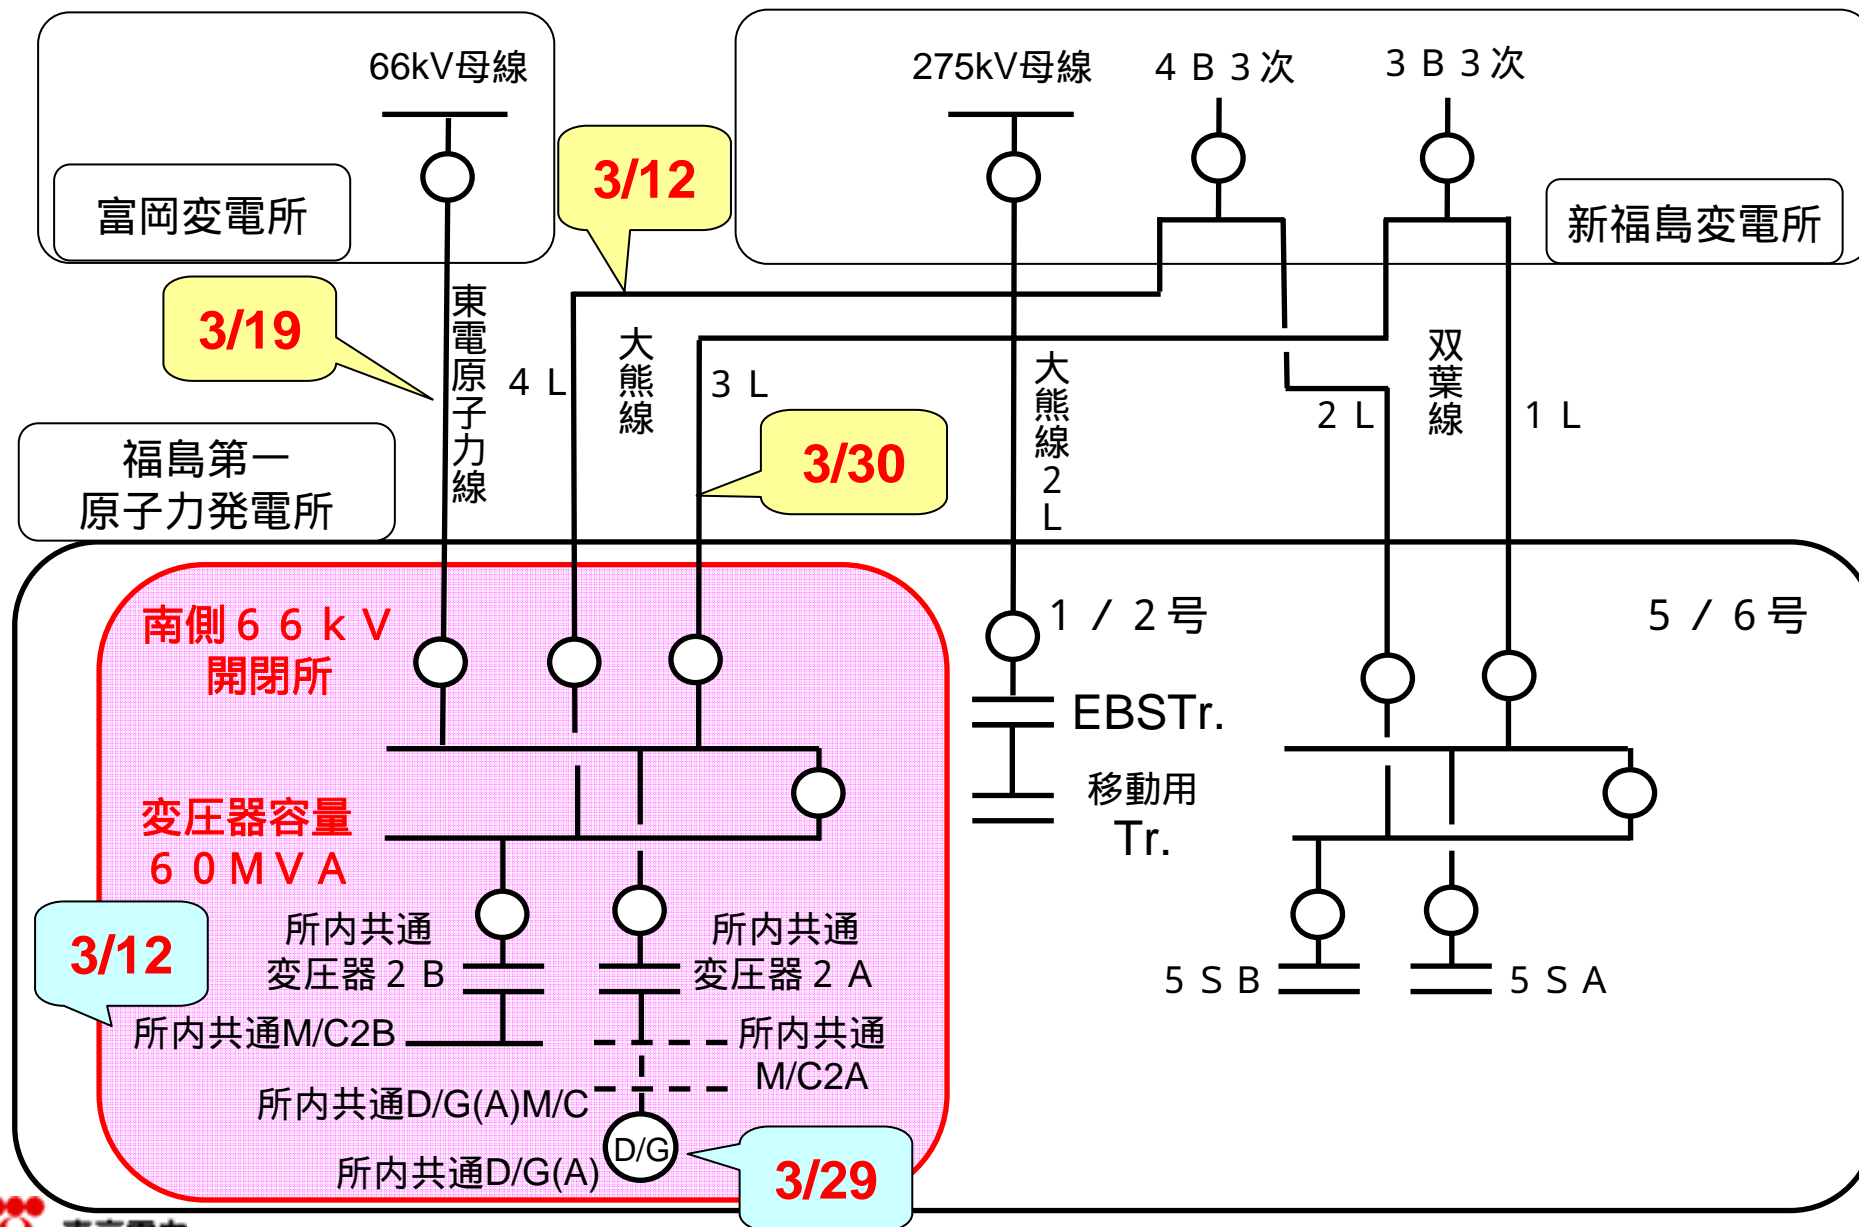 66kV母線
275kV母線
４Ｂ３次
３Ｂ３次
3/12
富岡変電所
新福島変電所
3/19
東電原子力線
４Ｌ
大熊線
３Ｌ
大熊線２Ｌ
２Ｌ
双葉線
１Ｌ
3/30
福島第一
原子力発電所
南側６６ｋＶ
開閉所
１／２号
５／６号
EBSTr.
移動用
Tr.
変圧器容量
６０ＭＶＡ
3/12
所内共通
変圧器２Ｂ
所内共通
変圧器２Ａ
５ＳＢ
５ＳＡ
所内共通M/C2B
所内共通
M/C2A
所内共通D/G(A)M/C
D/G
所内共通D/G(A)
3/29